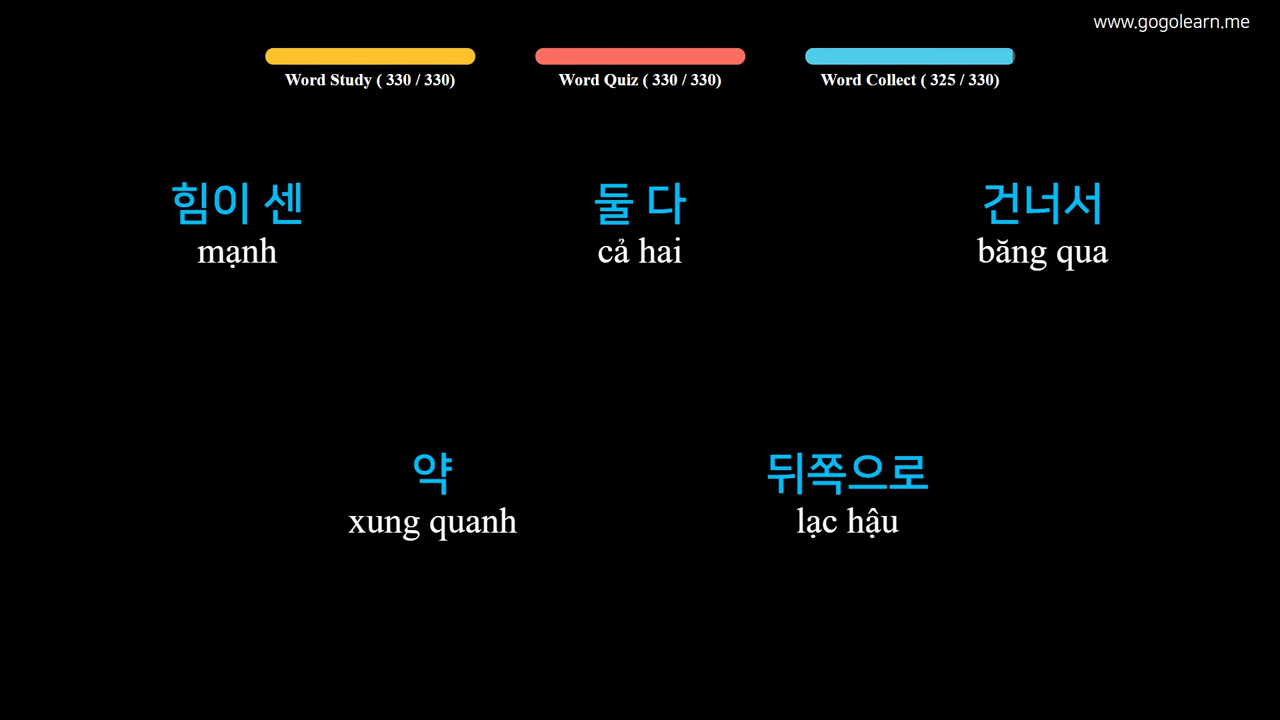 www.gogolearn.me
Word Study ( 330 / 330)
Word Quiz ( 330 / 330)
Word Collect ( 325 / 330)
힘이 센
mạnh
둘 다
cả hai
건너서
băng qua
약
xung quanh
뒤쪽으로
lạc hậu